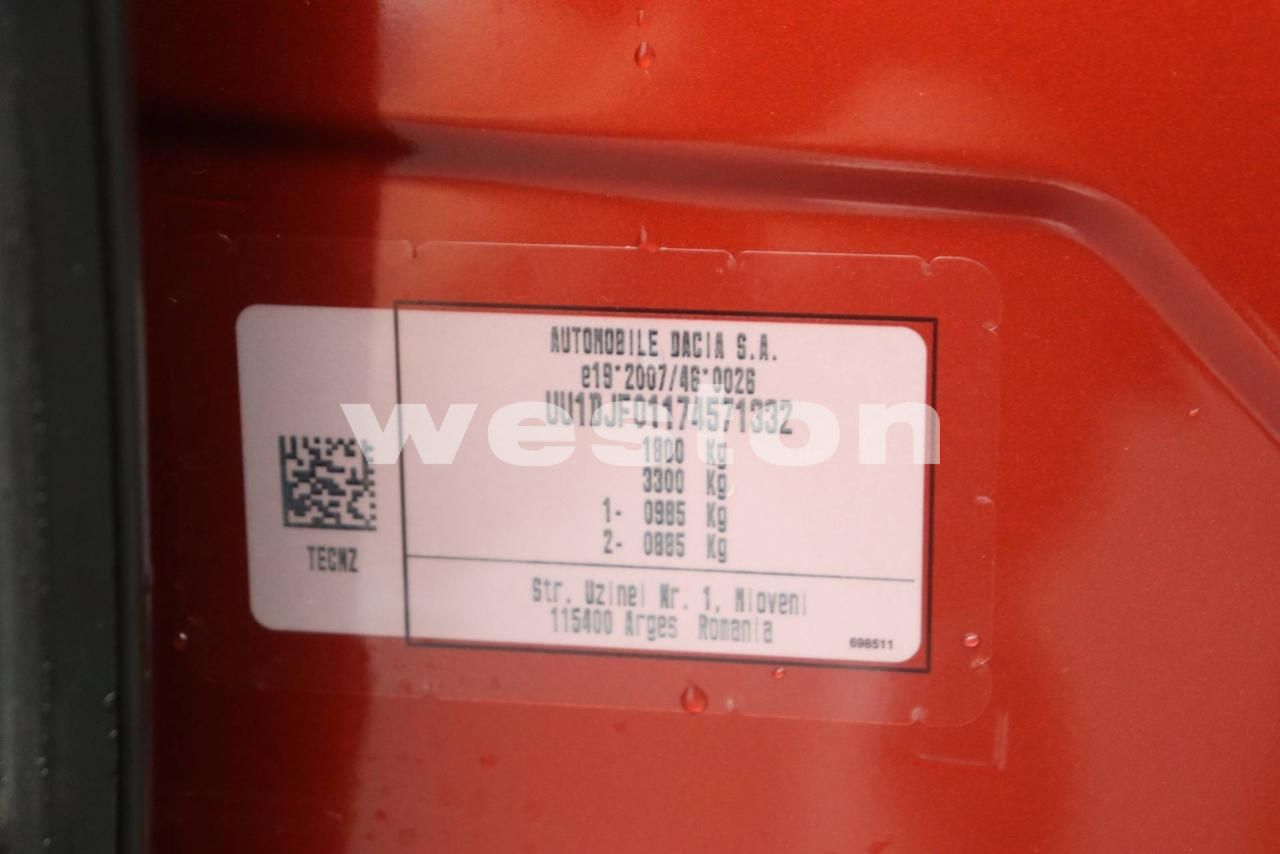 AUTOMOBILE DACIA S.A.
e19*2007/46*0026
UU1DJF01174571332
weston
1800 Kg
3300 Kg
1- 0985 Kg
2- 0885 Kg
TECNZ
Str. Uzinei Nr. 1, Mioveni
115400 Arges Romania
698511